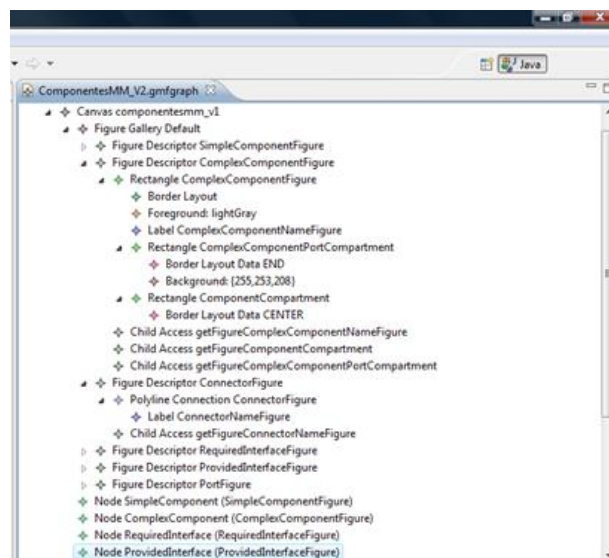 Java
ComponentesMM_V2.gmfgraph
Canvas componentesmm_v1
Figure Gallery Default
Figure Descriptor SimpleComponentFigure
Figure Descriptor ComplexComponentFigure
Rectangle ComplexComponentFigure
Border Layout
Foreground: lightGray
Label ComplexComponentNameFigure
Rectangle ComplexComponentPortCompartment
Border Layout Data END
Background: {255,253,208}
Rectangle ComponentCompartment
Border Layout Data CENTER
Child Access getFigureComplexComponentNameFigure
Child Access getFigureComponentCompartment
Child Access getFigureComplexComponentPortCompartment
Figure Descriptor ConnectorFigure
Polyline Connection ConnectorFigure
Label ConnectorNameFigure
Child Access getFigureConnectorNameFigure
Figure Descriptor RequiredInterfaceFigure
Figure Descriptor ProvidedInterfaceFigure
Figure Descriptor PortFigure
Node SimpleComponent (SimpleComponentFigure)
Node ComplexComponent (ComplexComponentFigure)
Node RequiredInterface (RequiredInterfaceFigure)
Node ProvidedInterface (ProvidedInterfaceFigure)